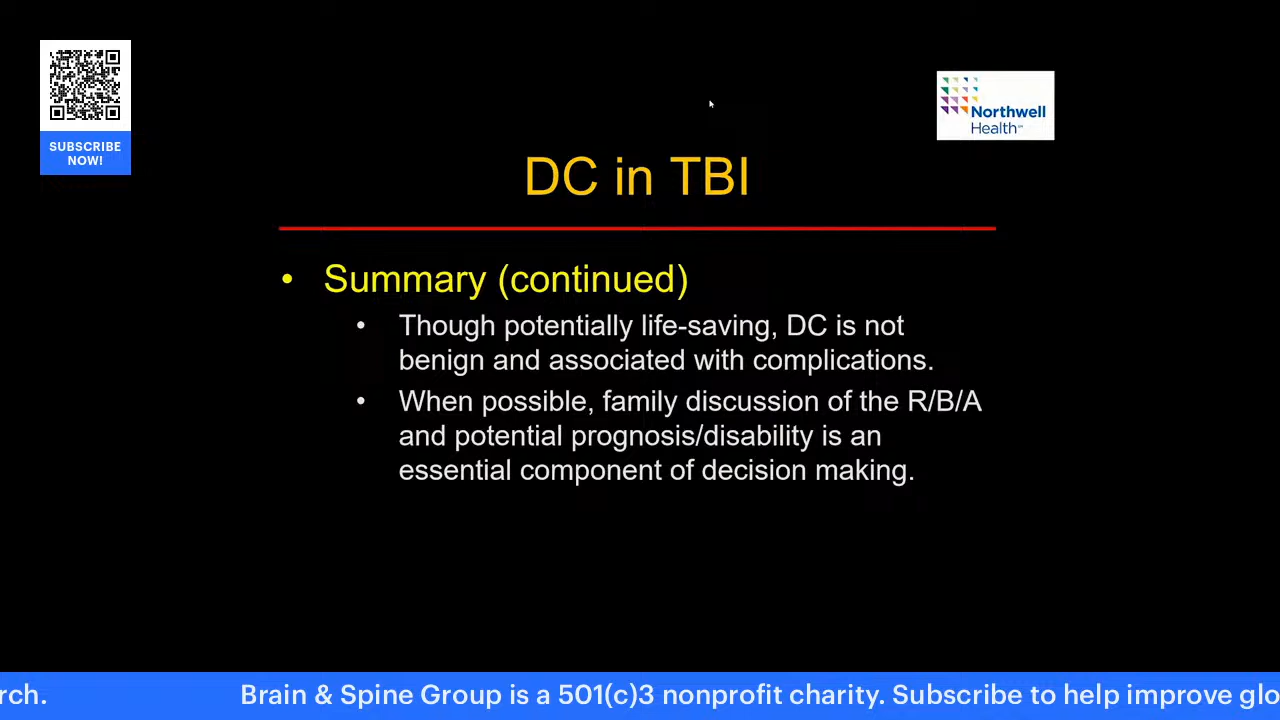 SUBSCRIBE
NOW!
Northwell
Health
DC in TBI
• Summary (continued)
• Though potentially life-saving, DC is not
benign and associated with complications.
• When possible, family discussion of the R/B/A
and potential prognosis/disability is an
essential component of decision making.
rch. Brain & Spine Group is a 501(c)3 nonprofit charity. Subscribe to help improve glo